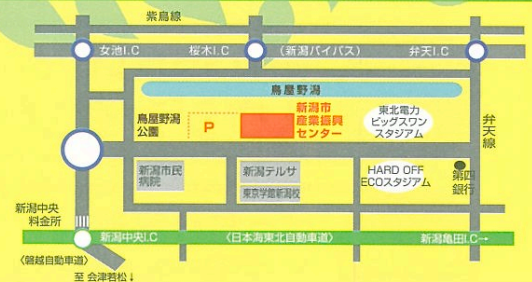 紫鳥線
女池I.C
桜木I.C
(新潟バイパス)
弁天I.C
鳥屋野潟
鳥屋野潟
公園
P
新潟市
産業振興
センター
東北電力
ビッグスワン
スタジアム
弁天線
新潟市民
病院
新潟テルサ
東京学館新潟校
HARD OFF
ECOスタジアム
第四
銀行
新潟中央
料金所
新潟中央I.C
〈日本海東北自動車道〉
新潟亀田I.C→
〈磐越自動車道〉
至 会津若松↓